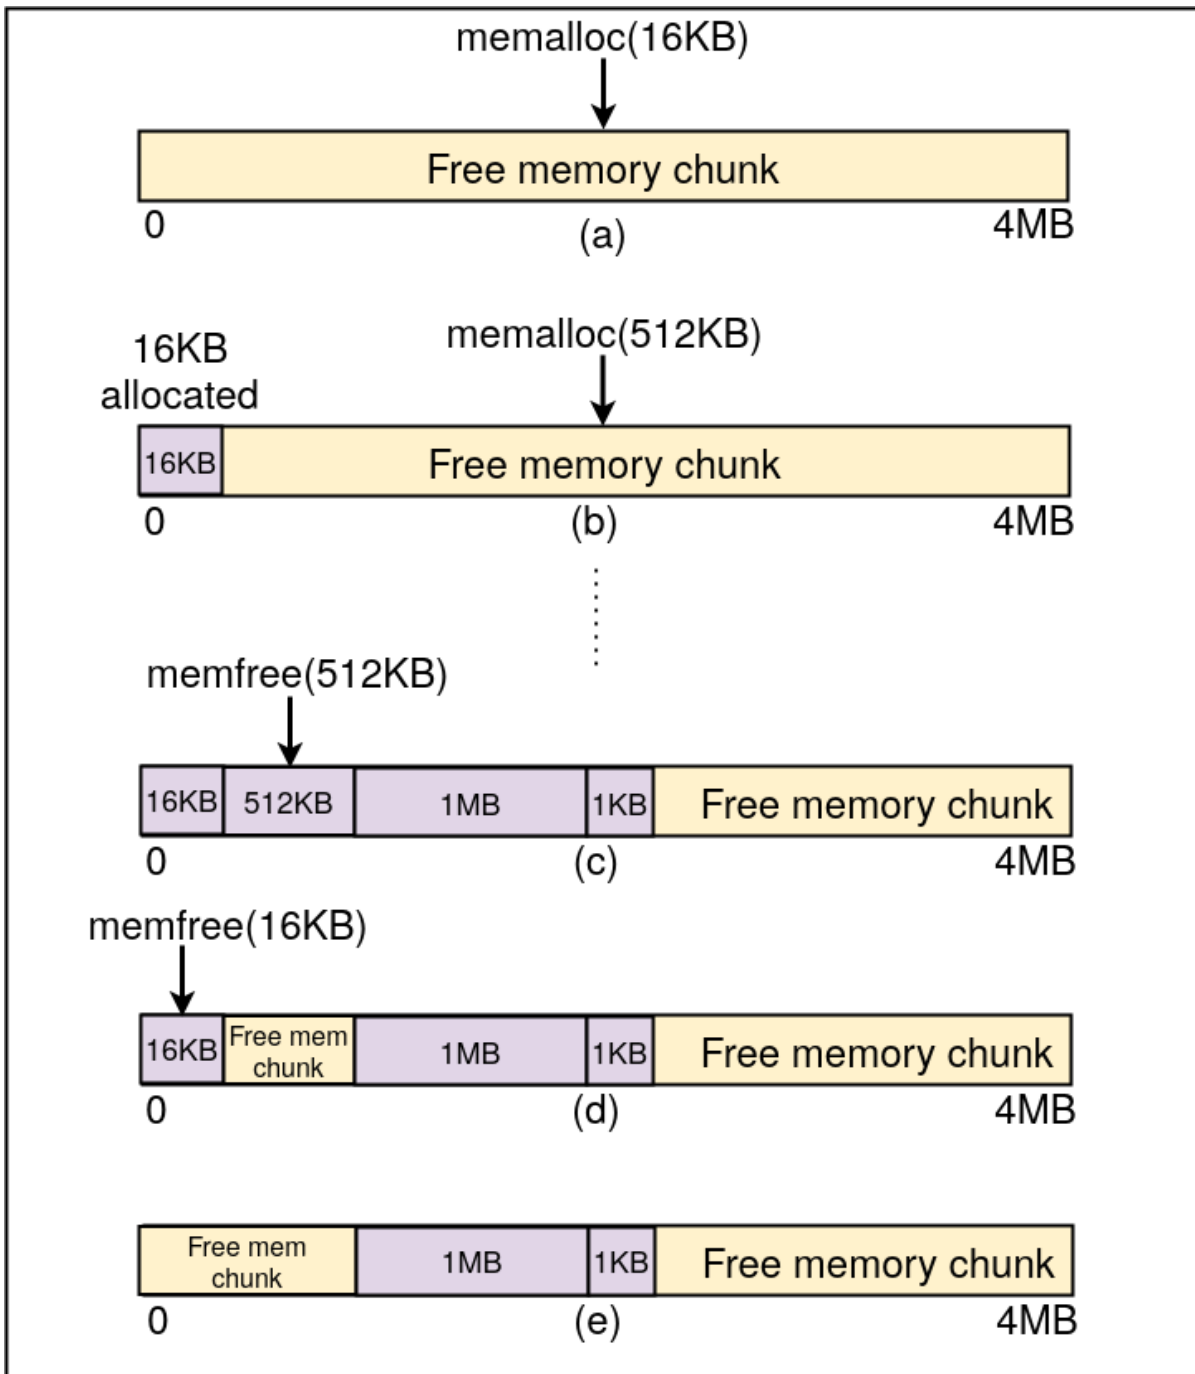 memalloc(16KB)
Free memory chunk
0
(a)
4MB
memalloc(512KB)
16KB
allocated
16KB
Free memory chunk
0
(b)
4MB
memfree(512KB)
16KB
512KB
1MB
1KB
Free memory chunk
0
(c)
4MB
memfree(16KB)
16KB
Free mem
chunk
1MB
1KB
Free memory chunk
0
(d)
4MB
Free mem
chunk
1MB
1KB
Free memory chunk
0
(e)
4MB